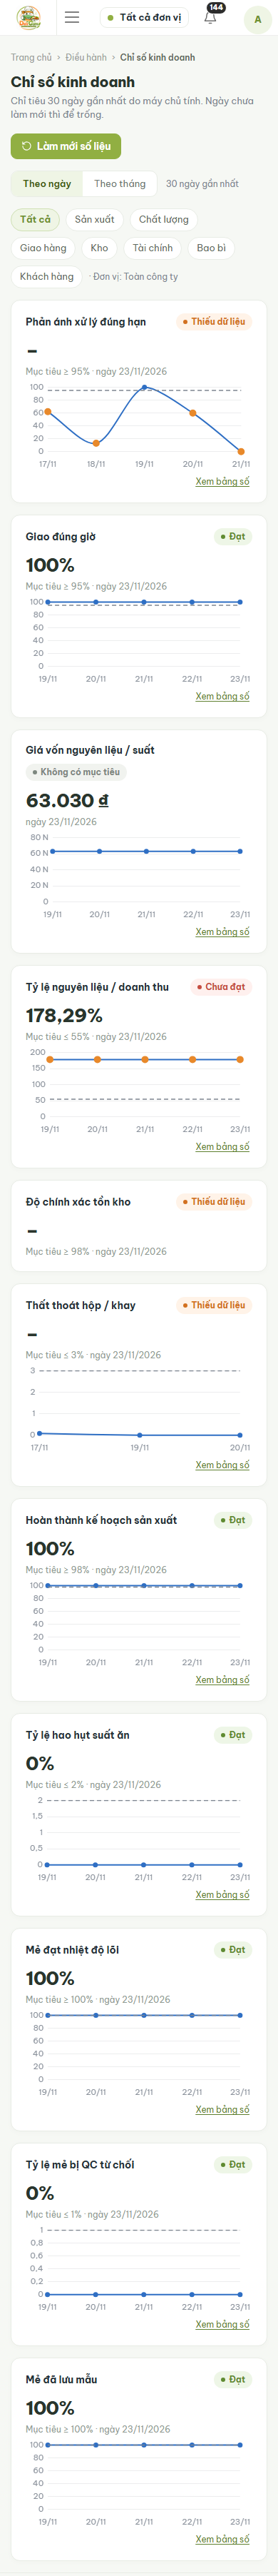 Tất cả đơn vị
144
A
Trang chủ › Điều hành › Chỉ số kinh doanh
Chỉ số kinh doanh
Chỉ tiêu 30 ngày gần nhất do máy chủ tính. Ngày chưa
làm mới thì để trống.
Làm mới số liệu
Theo ngày Theo tháng 30 ngày gần nhất
Tất cả Sản xuất Chất lượng
Giao hàng Kho Tài chính Bao bì
Khách hàng · Đơn vị: Toàn công ty
Phản ánh xử lý đúng hạn Thiếu dữ liệu
–
Mục tiêu ≥ 95% · ngày 23/11/2026
100
80
60
40
20
0
17/11 18/11 19/11 20/11 21/11
Xem bảng số
Giao đúng giờ Đạt
100%
Mục tiêu ≥ 95% · ngày 23/11/2026
100
80
60
40
20
0
19/11 20/11 21/11 22/11 23/11
Xem bảng số
Giá vốn nguyên liệu / suất
Không có mục tiêu
63.030 ₫
ngày 23/11/2026
80 N
60 N
40 N
20 N
0
19/11 20/11 21/11 22/11 23/11
Xem bảng số
Tỷ lệ nguyên liệu / doanh thu Chưa đạt
178,29%
Mục tiêu ≤ 55% · ngày 23/11/2026
200
150
100
50
0
19/11 20/11 21/11 22/11 23/11
Xem bảng số
Độ chính xác tồn kho Thiếu dữ liệu
–
Mục tiêu ≥ 98% · ngày 23/11/2026
Thất thoát hộp / khay Thiếu dữ liệu
–
Mục tiêu ≤ 3% · ngày 23/11/2026
3
2
1
0
17/11 19/11 20/11
Xem bảng số
Hoàn thành kế hoạch sản xuất Đạt
100%
Mục tiêu ≥ 98% · ngày 23/11/2026
100
80
60
40
20
0
19/11 20/11 21/11 22/11 23/11
Xem bảng số
Tỷ lệ hao hụt suất ăn Đạt
0%
Mục tiêu ≤ 2% · ngày 23/11/2026
2
1,5
1
0,5
0
19/11 20/11 21/11 22/11 23/11
Xem bảng số
Mẻ đạt nhiệt độ lõi Đạt
100%
Mục tiêu ≥ 100% · ngày 23/11/2026
100
80
60
40
20
0
19/11 20/11 21/11 22/11 23/11
Xem bảng số
Tỷ lệ mẻ bị QC từ chối Đạt
0%
Mục tiêu ≤ 1% · ngày 23/11/2026
1
0,8
0,6
0,4
0,2
0
19/11 20/11 21/11 22/11 23/11
Xem bảng số
Mẻ đã lưu mẫu Đạt
100%
Mục tiêu ≥ 100% · ngày 23/11/2026
100
80
60
40
20
0
19/11 20/11 21/11 22/11 23/11
Xem bảng số